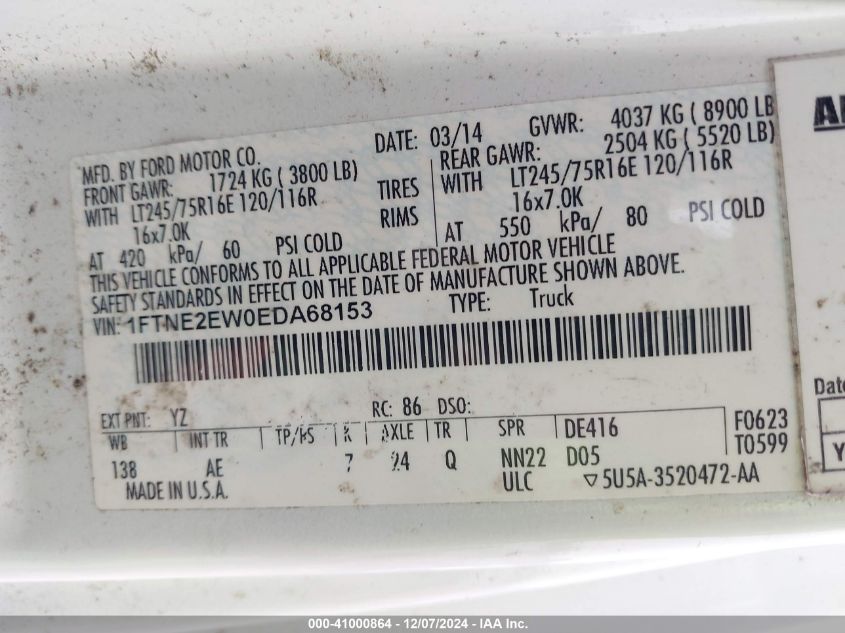 MFD. BY FORD MOTOR CO.
DATE: 03/14
GVWR: 4037 KG ( 8900 LB
FRONT GAWR: 1724 KG ( 3800 LB)
REAR GAWR: 2504 KG ( 5520 LB)
WITH LT245/75R16E 120/116R
TIRES
WITH LT245/75R16E 120/116R
16x7.0K
RIMS
16x7.0K
AT 420 kPa/ 60 PSI COLD
AT 550 kPa/ 80 PSI COLD
THIS VEHICLE CONFORMS TO ALL APPLICABLE FEDERAL MOTOR VEHICLE
SAFETY STANDARDS IN EFFECT ON THE DATE OF MANUFACTURE SHOWN ABOVE.
VIN: 1FTNE2EW0EDA68153
TYPE: Truck
EXT PNT: YZ
RC: 86 DSO:
WB INT TR TP/PS R AXLE TR SPR DE416
F0623
T0599
138 AE 7 24 Q NN22 D05
MADE IN U.S.A.
ULC
▽5U5A-3520472-AA
Date
Y
000-41000864 / 12/07/2024 - IAA Inc.